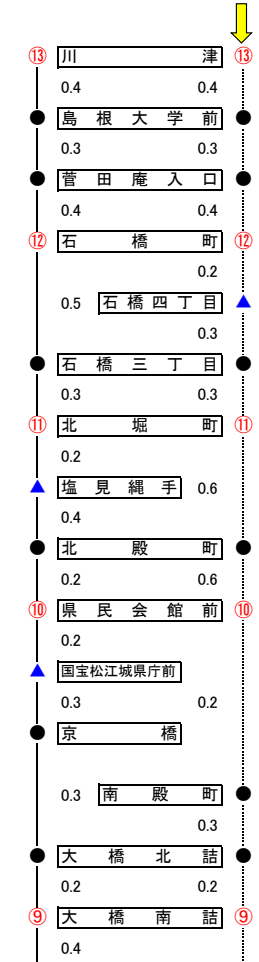 ⑬ 川津 ⑬
0.4 0.4
島根大学前
0.3 0.3
菅田庵入口
0.4 0.4
⑫ 石橋町 ⑫
0.2
0.5 石橋四丁目
0.3
石橋三丁目
0.3 0.3
⑪ 北堀町 ⑪
0.2
塩見縄手 0.6
0.4
北殿町
0.2 0.6
⑩ 県民会館前 ⑩
0.2
国宝松江城県庁前
0.3 0.2
京橋
0.3 南殿町
0.3
大橋北詰
0.2 0.2
⑨ 大橋南詰 ⑨
0.4